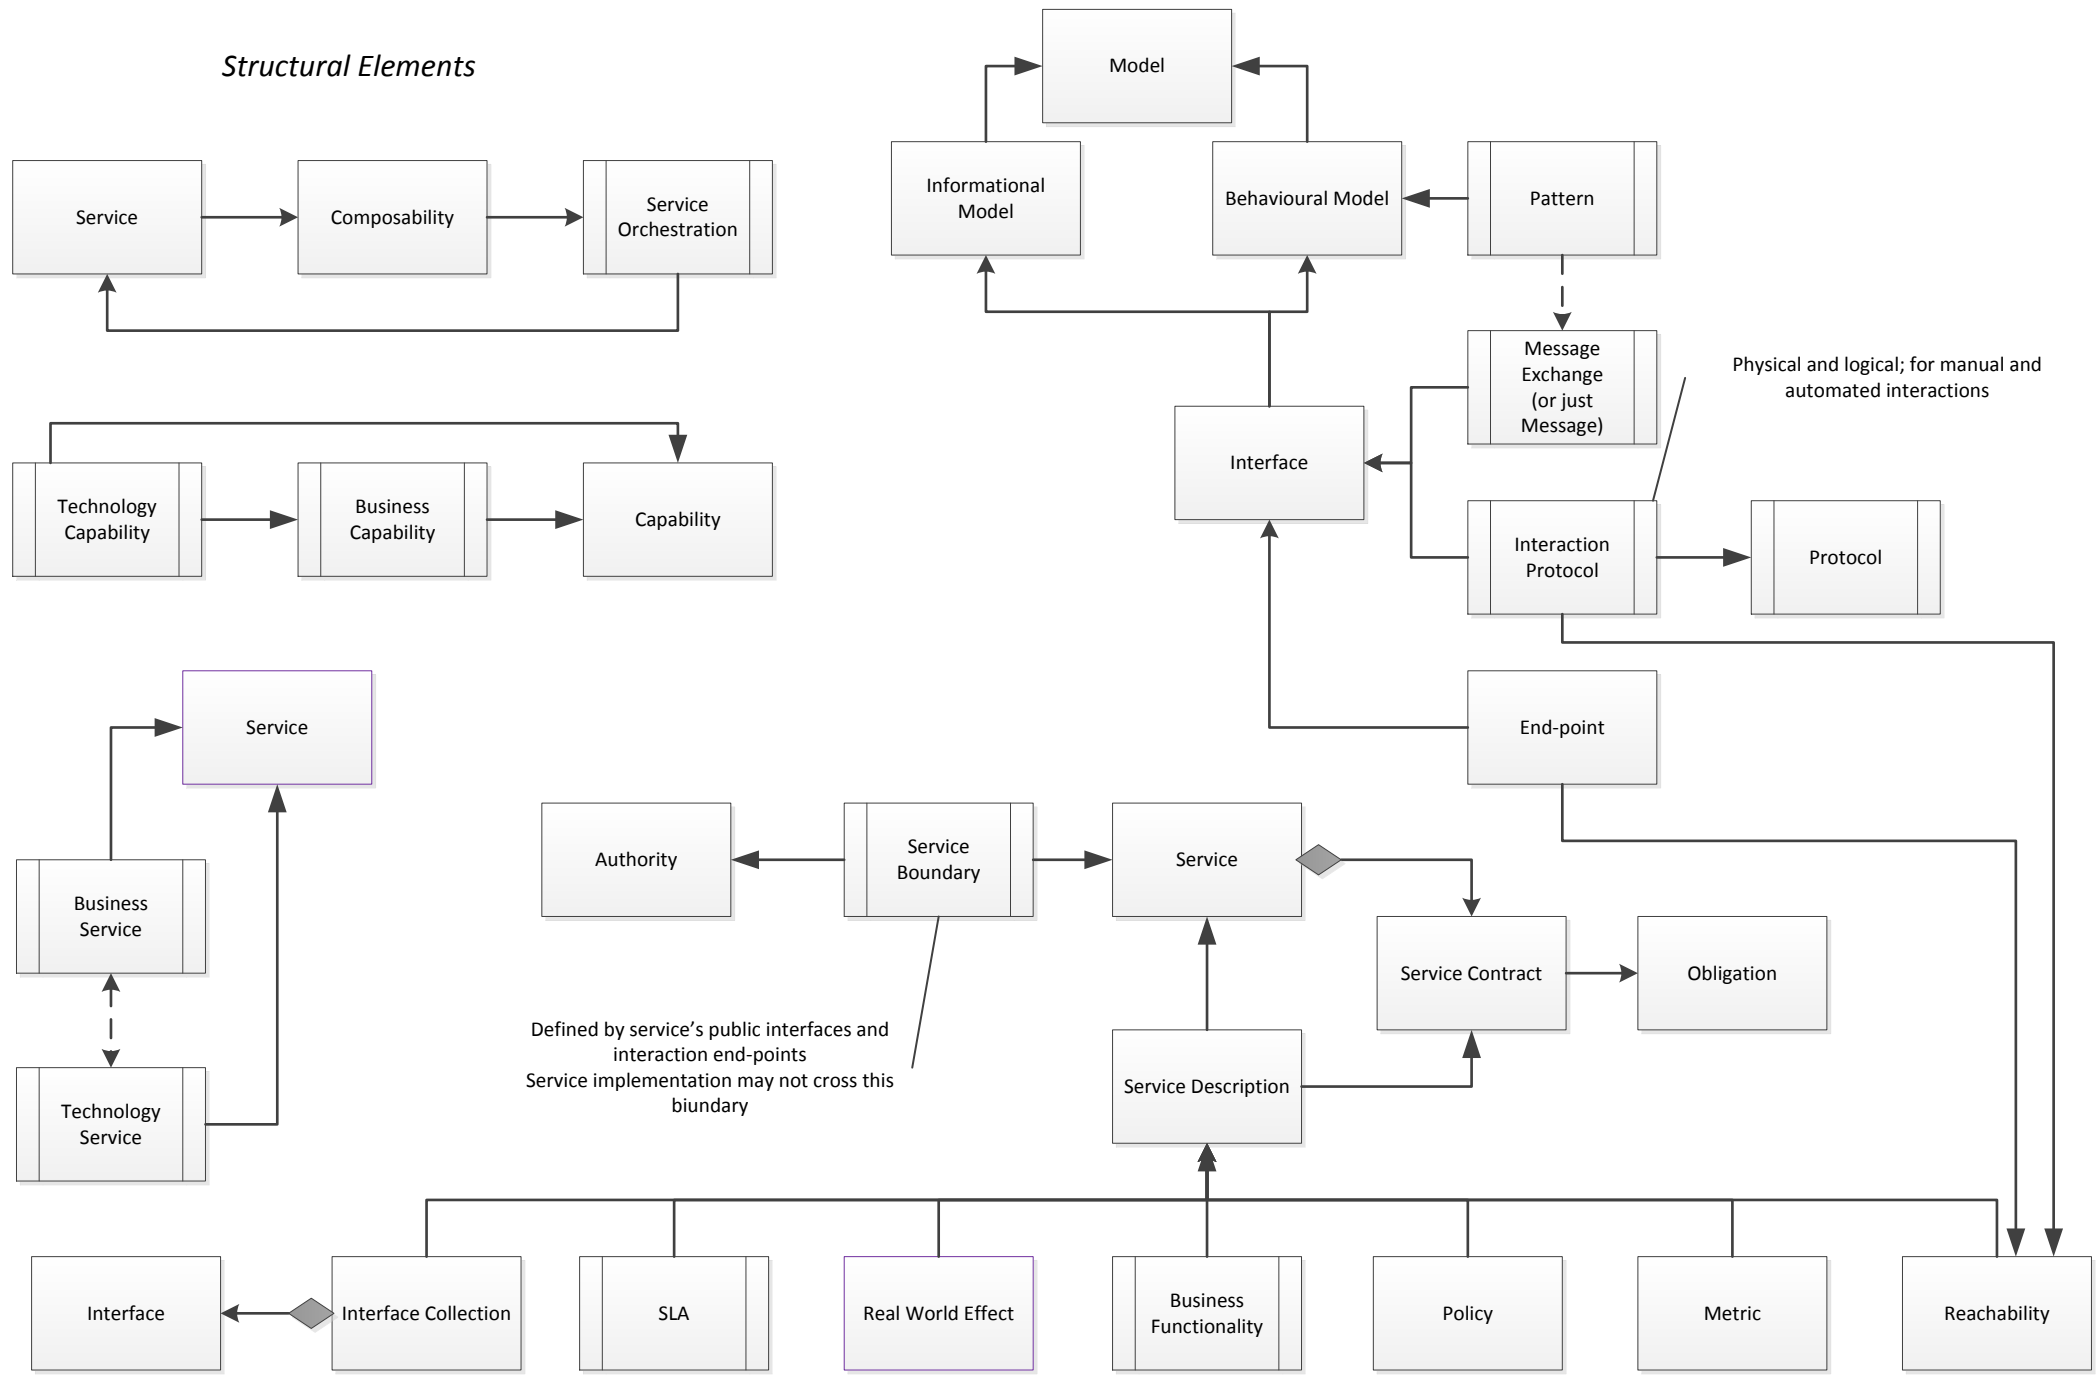 Structural Elements
Model
Service
Composability
Service
Orchestration
Informational
Model
Behavioural Model
Pattern
Message
Exchange
(or just
Message)
Physical and logical; for manual and
automated interactions
Technology
Capability
Business
Capability
Capability
Interface
Interaction
Protocol
Protocol
Service
End-point
Business
Service
Technology
Service
Authority
Service
Boundary
Service
Service Contract
Obligation
Defined by service’s public interfaces and
interaction end-points
Service implementation may not cross this
biundary
Service Description
Interface
Interface Collection
SLA
Real World Effect
Business
Functionality
Policy
Metric
Reachability